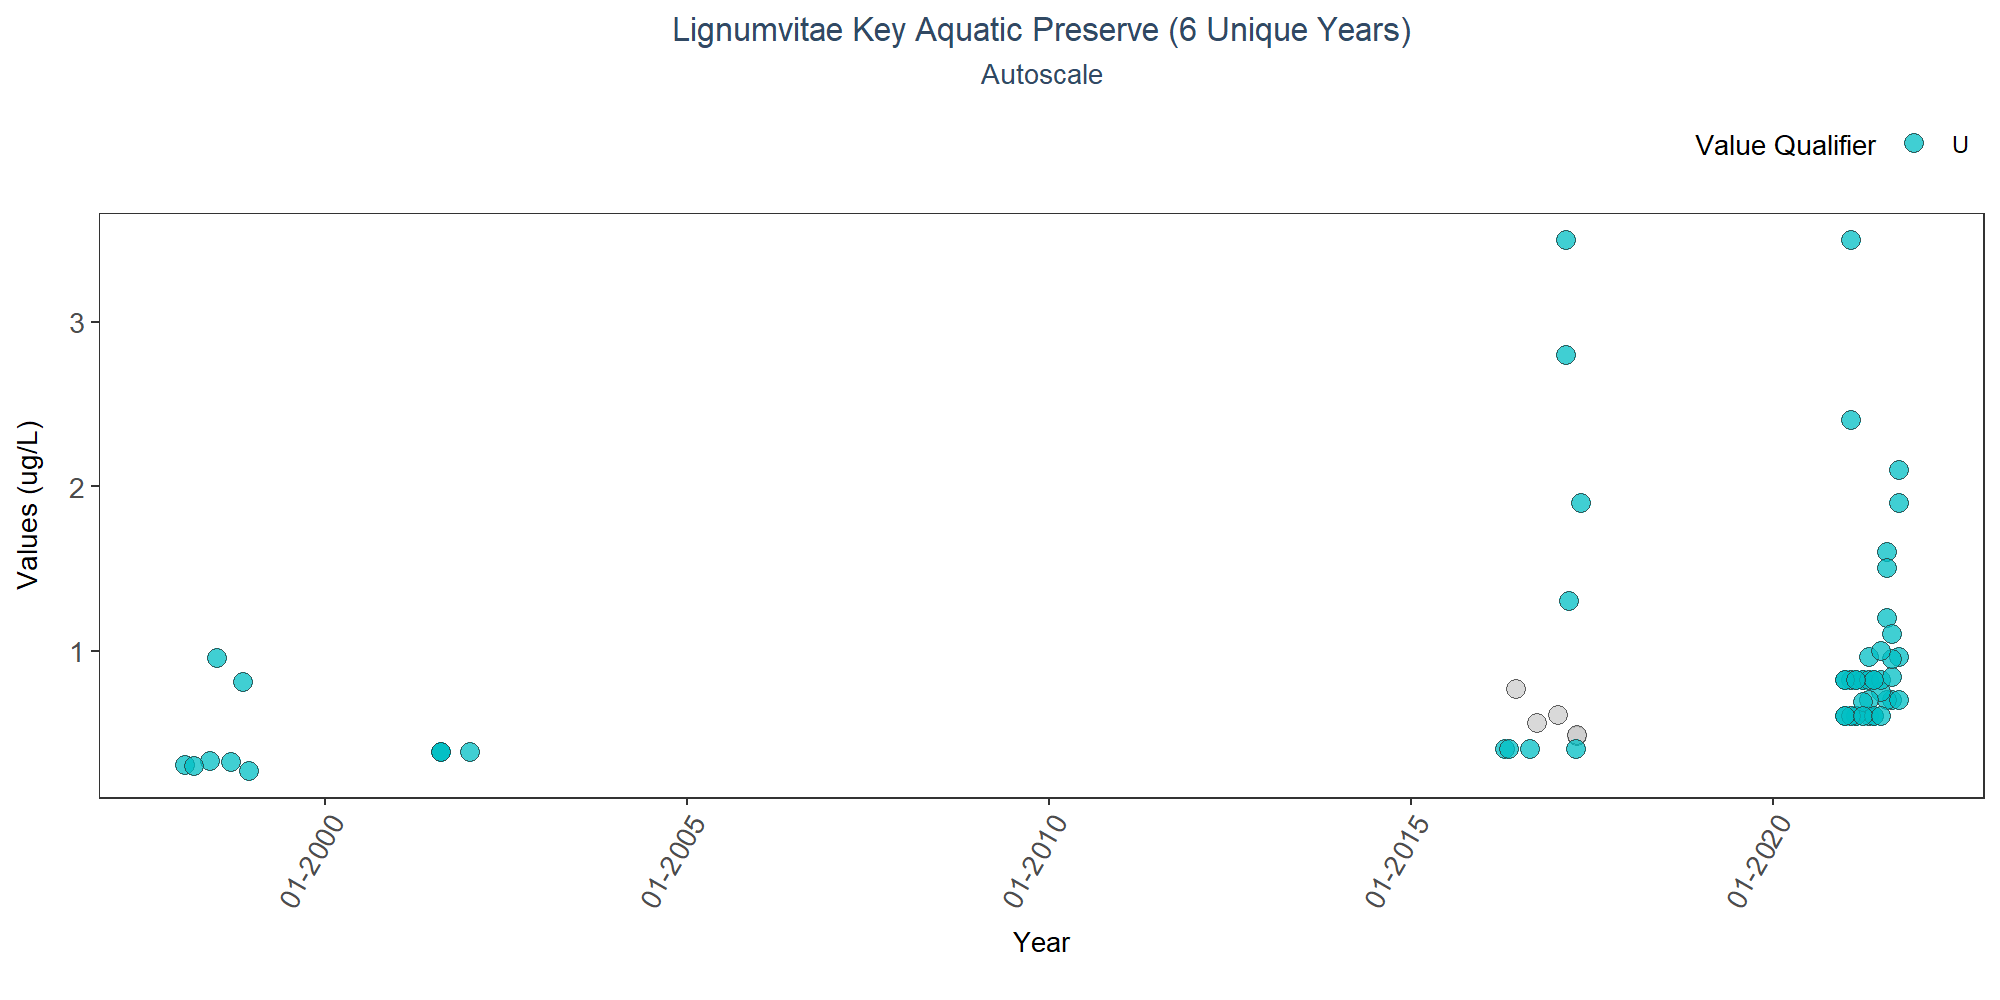 Lignumvitae Key Aquatic Preserve (6 Unique Years)
Autoscale
Value Qualifier U
Values (ug/L)
3
2
1
01-2000 01-2005 01-2010 01-2015 01-2020
Year